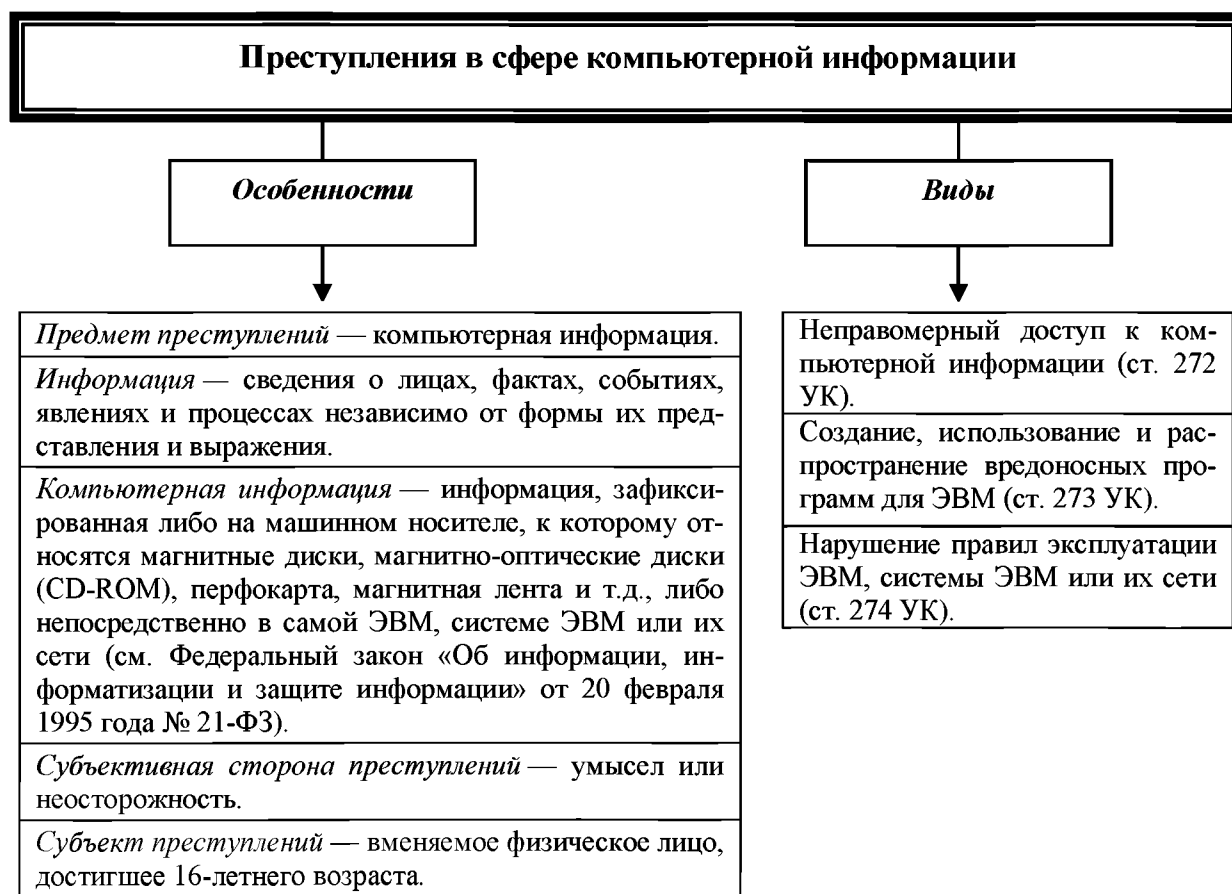 Преступления в сфере компьютерной информации
Особенности
Виды
Предмет преступлений — компьютерная информация.
Информация — сведения о лицах, фактах, событиях,
явлениях и процессах независимо от формы их пред-
ставления и выражения.
Компьютерная информация — информация, зафикси-
рованная либо на машинном носителе, к которому от-
носятся магнитные диски, магнитно-оптические диски
(CD-ROM), перфокарта, магнитная лента и т.д., либо
непосредственно в самой ЭВМ, системе ЭВМ или их
сети (см. Федеральный закон «Об информации, ин-
форматизации и защите информации» от 20 февраля
1995 года № 21-ФЗ).
Субъективная сторона преступлений — умысел или
неосторожность.
Субъект преступлений — вменяемое физическое лицо,
достигшее 16-летнего возраста.
Неправомерный доступ к ком-
пьютерной информации (ст. 272
УК).
Создание, использование и рас-
пространение вредоносных про-
грамм для ЭВМ (ст. 273 УК).
Нарушение правил эксплуатации
ЭВМ, системы ЭВМ или их сети
(ст. 274 УК).